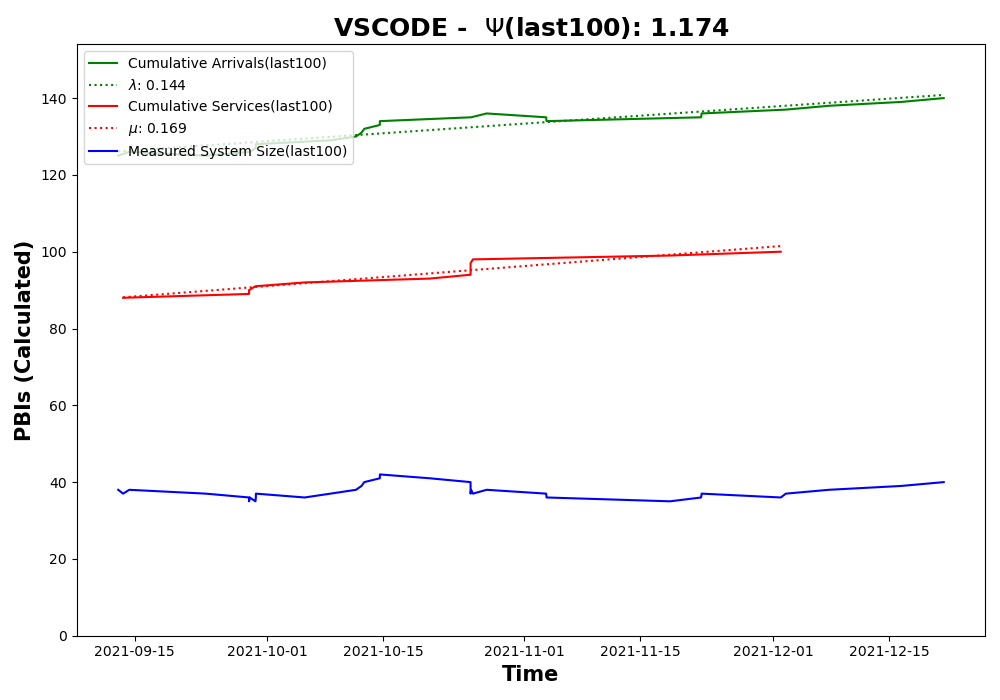 VSCODE - Ψ(last100): 1.174
Cumulative Arrivals(last100)
λ: 0.144
Cumulative Services(last100)
μ: 0.169
Measured System Size(last100)
PBIs (Calculated)
140
120
100
80
60
40
20
0
2021-09-15 2021-10-01 2021-10-15 2021-11-01 2021-11-15 2021-12-01 2021-12-15
Time